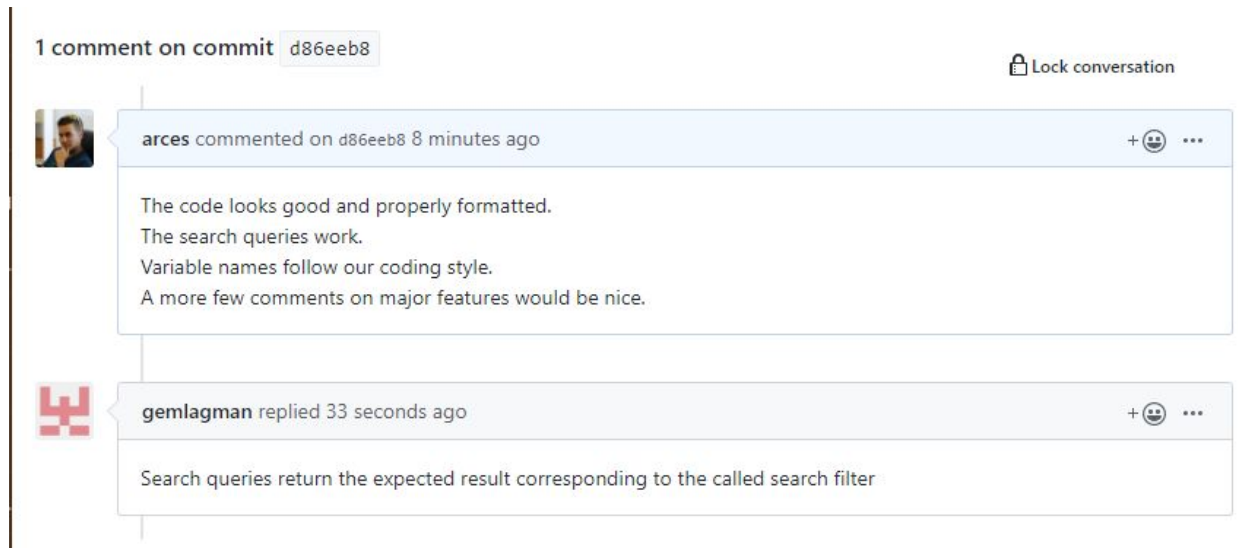 1 comment on commit d86eeb8
Lock conversation
arces commented on d86eeb8 8 minutes ago
The code looks good and properly formatted.
The search queries work.
Variable names follow our coding style.
A more few comments on major features would be nice.
gemlagman replied 33 seconds ago
Search queries return the expected result corresponding to the called search filter